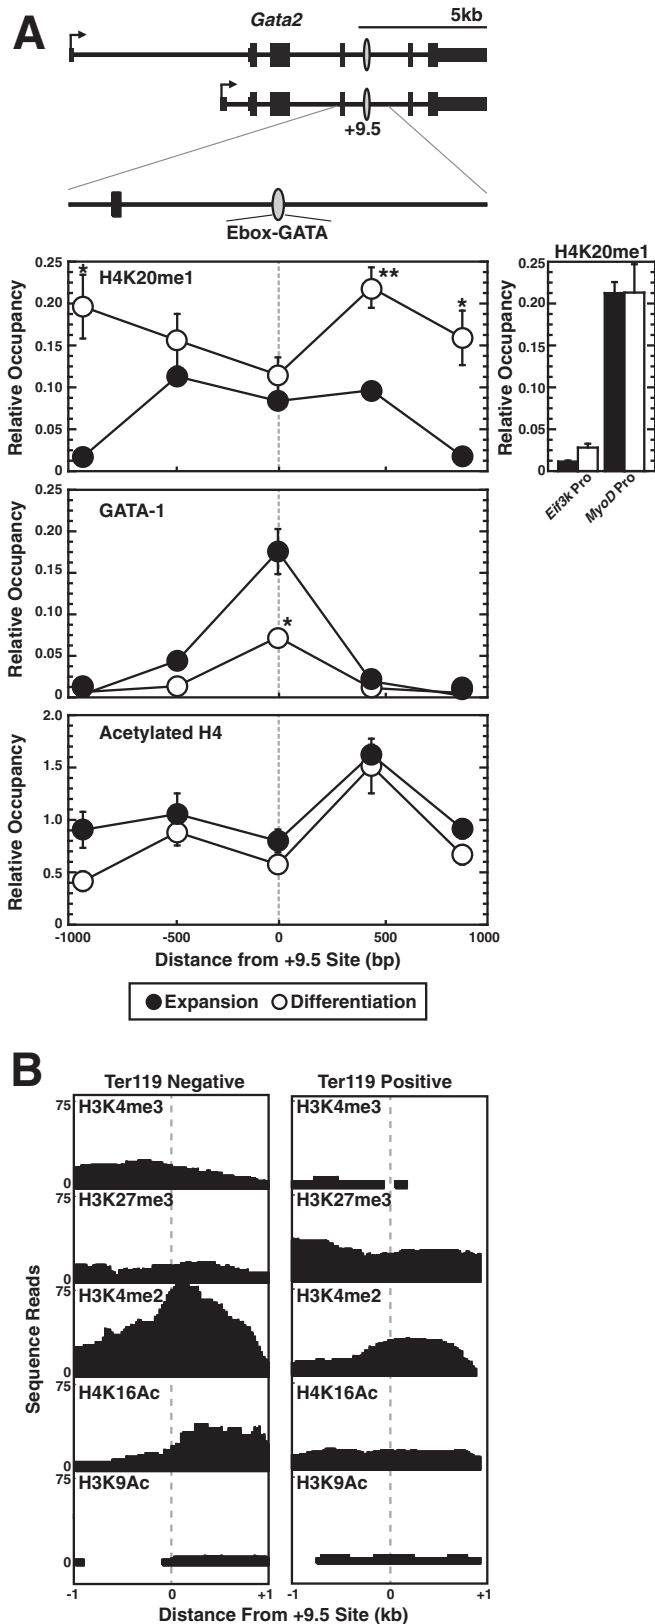 A
Gata2
5kb
+9.5
Ebox-GATA
H4K20me1
Relative Occupancy
0.25
0.20
0.15
0.10
0.05
0
*
**
*
H4K20me1
Relative Occupancy
0.25
0.20
0.15
0.10
0.05
0
Eif3k Pro
MyoD Pro
GATA-1
Relative Occupancy
0.25
0.20
0.15
0.10
0.05
0
*
Acetylated H4
Relative Occupancy
2.0
1.5
1.0
0.5
0
-1000 -500 0 500 1000
Distance from +9.5 Site (bp)
Expansion Differentiation
B
Ter119 Negative Ter119 Positive
Sequence Reads
75 H3K4me3 H3K4me3
0
75 H3K27me3 H3K27me3
0
75 H3K4me2 H3K4me2
0
75 H4K16Ac H4K16Ac
0
75 H3K9Ac H3K9Ac
0
-1 0 +1 -1 0 +1
Distance From +9.5 Site (kb)